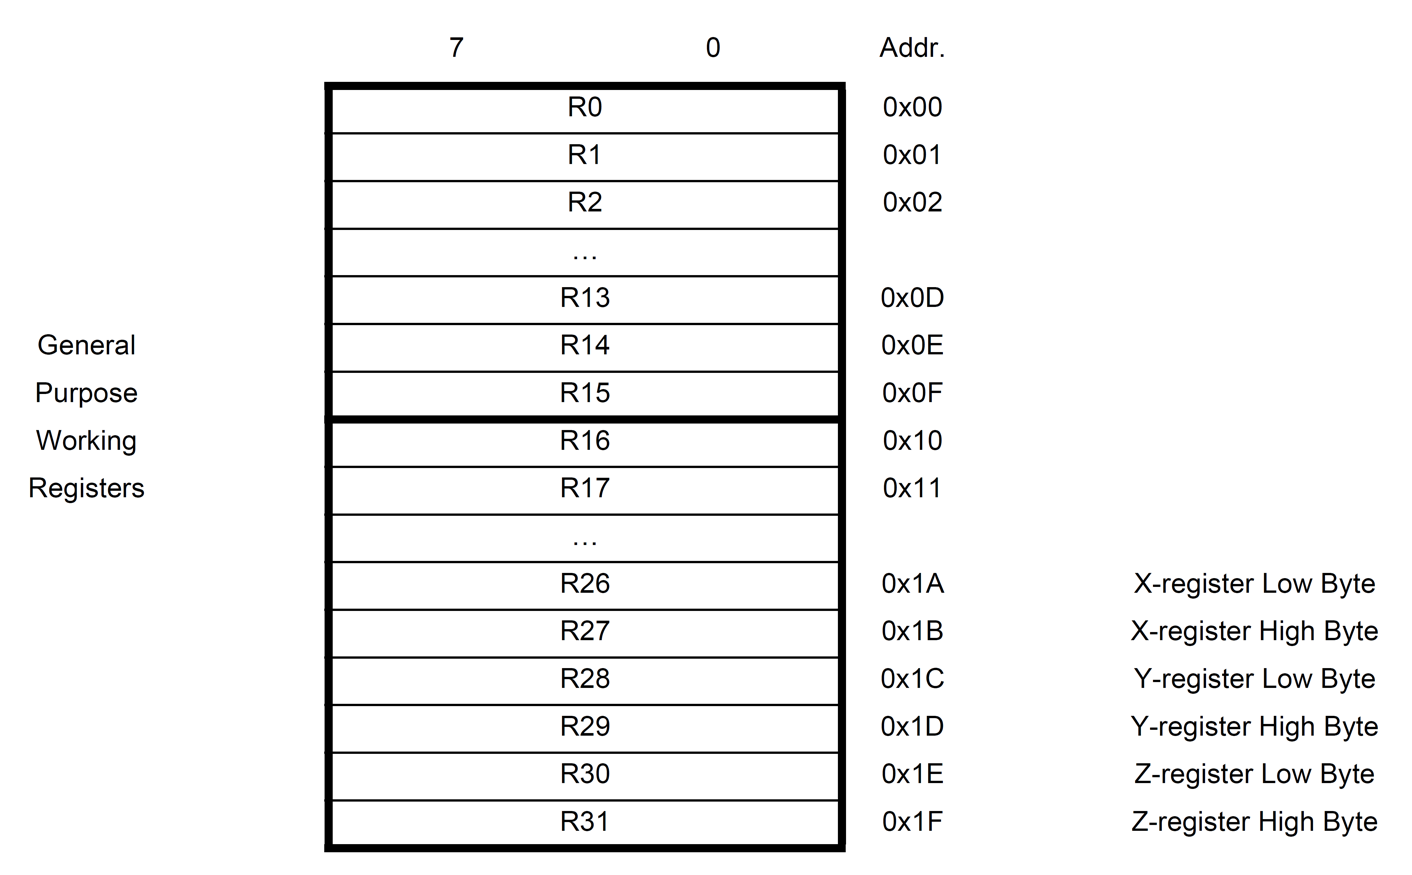 7 0 Addr.
R0 0x00
R1 0x01
R2 0x02
...
R13 0x0D
General R14 0x0E
Purpose R15 0x0F
Working R16 0x10
Registers R17 0x11
...
R26 0x1A X-register Low Byte
R27 0x1B X-register High Byte
R28 0x1C Y-register Low Byte
R29 0x1D Y-register High Byte
R30 0x1E Z-register Low Byte
R31 0x1F Z-register High Byte